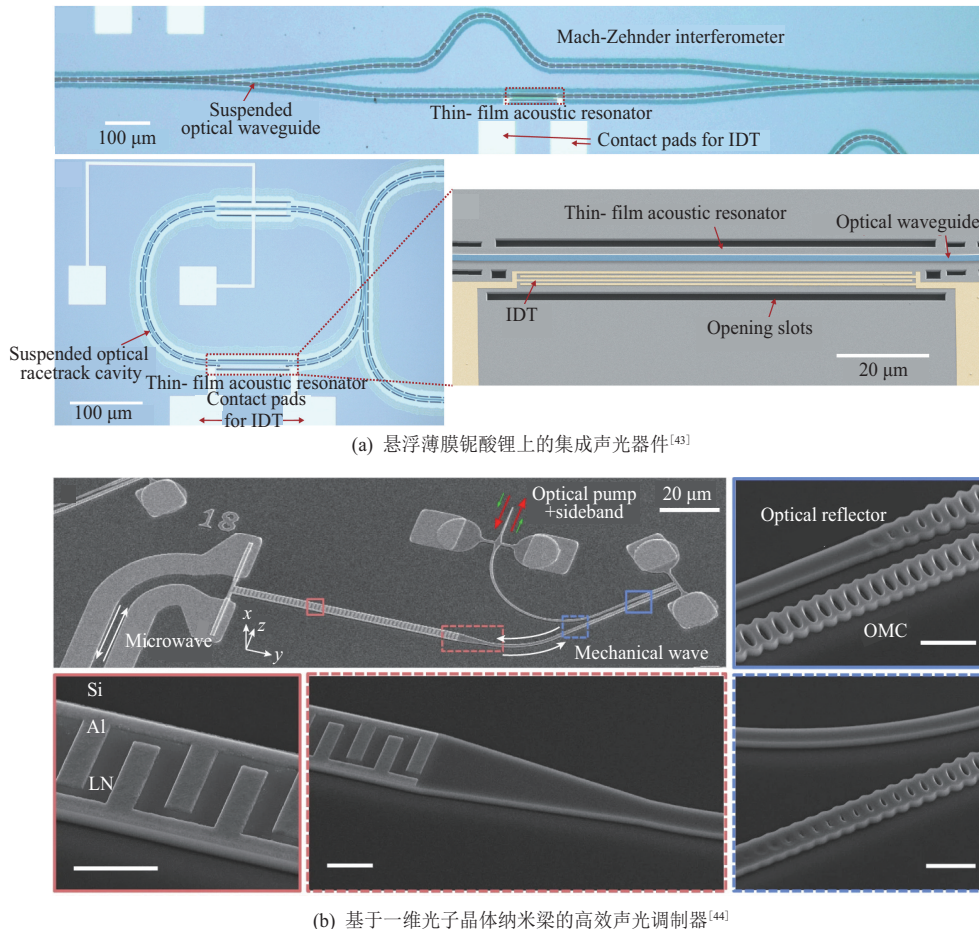 Mach-Zehnder interferometer
Suspended
optical waveguide
Thin- film acoustic resonator
100 μm
Contact pads for IDT
Thin- film acoustic resonator
Optical waveguide
IDT
Opening slots
20 μm
Suspended optical
racetrack cavity
Thin- film acoustic resonator
Contact pads
for IDT
100 μm
(a) 悬浮薄膜铌酸锂上的集成声光器件[43]
18
Optical pump
+sideband
20 μm
Microwave
x
z
y
Mechanical wave
Optical reflector
OMC
Si
Al
LN
(b) 基于一维光子晶体纳米梁的高效声光调制器[44]